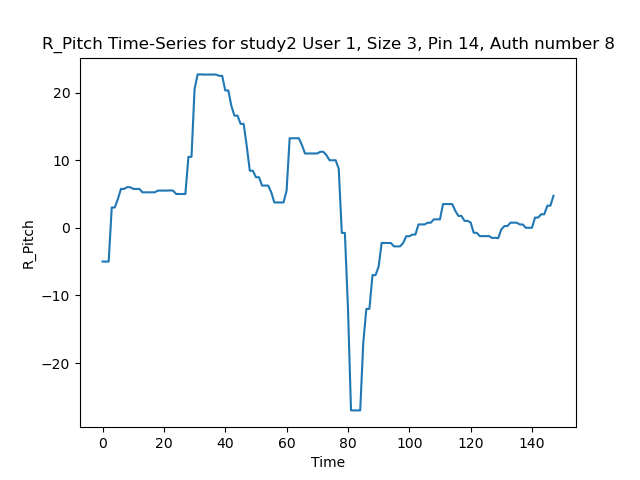 R_Pitch Time-Series for study2 User 1, Size 3, Pin 14, Auth number 8
20
10
0
−10
−20
R_Pitch
0 20 40 60 80 100 120 140
Time